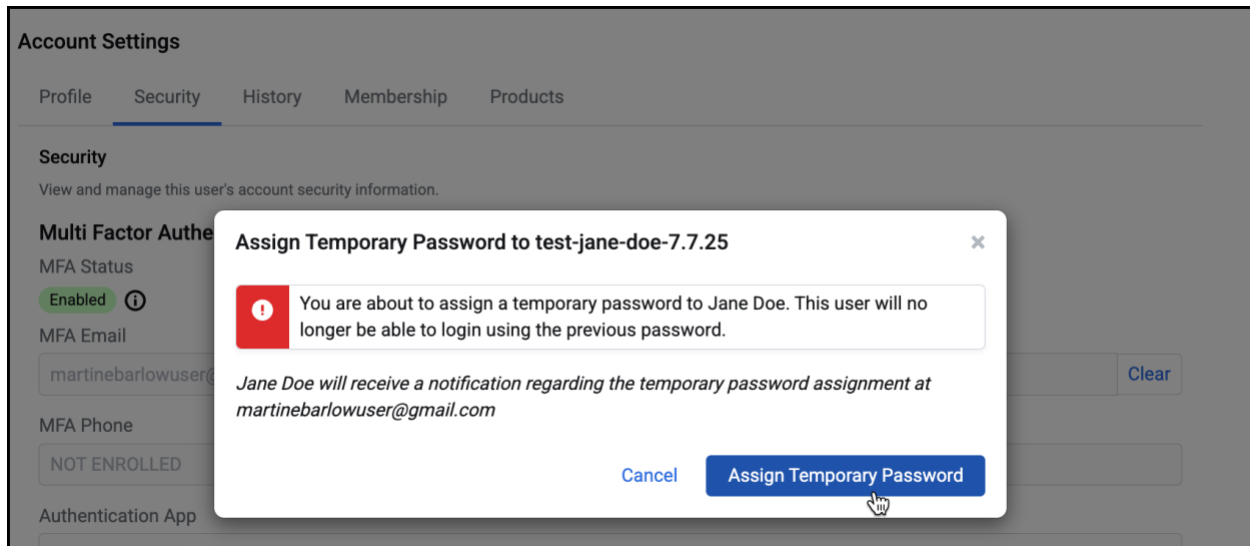 Account Settings
Profile Security History Membership Products
Security
View and manage this user's account security information.
Multi Factor Authe
MFA Status
Enabled
MFA Email
martinebarlowuser@
Clear
MFA Phone
NOT ENROLLED
Authentication App
Assign Temporary Password to test-jane-doe-7.7.25
You are about to assign a temporary password to Jane Doe. This user will no
longer be able to login using the previous password.
Jane Doe will receive a notification regarding the temporary password assignment at
martinebarlowuser@gmail.com
Cancel Assign Temporary Password